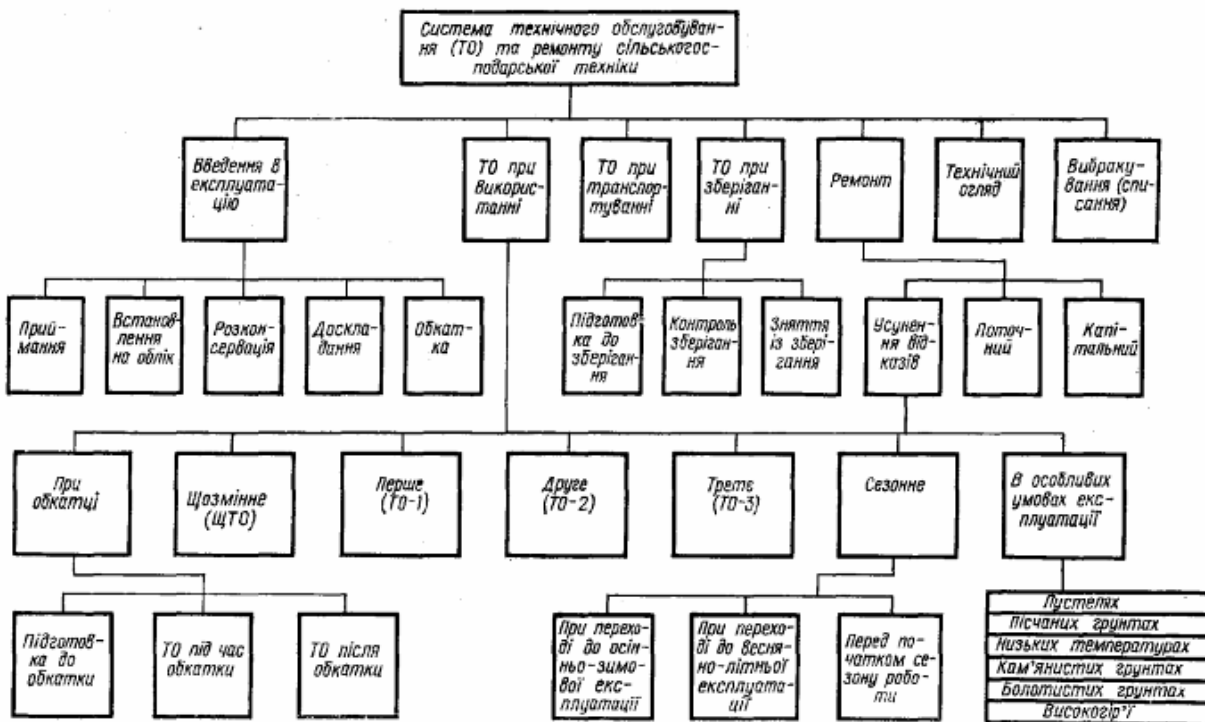 Система технічного обслуговуван-
ня (ТО) та ремонту сільськогос-
подарської техніки
Введення в
експлуата-
цію
ТО при
викорис-
танні
ТО при
транспор-
туванні
ТО при
зберіган-
ні
Ремонт
Технічний
огляд
Вибраку-
вання (спи-
сання)
Прий-
мання
Встанов-
лення
на облік
Розкон-
сервація
Доскла-
дання
Обкат-
ка
Підготов-
ка до
зберіган-
ня
Контроль
зберіган-
ня
Зняття
із збері-
гання
Усунен-
ня від-
казів
Поточ-
ний
Капі-
тальний
При
обкатці
Щозмінне
(ЩТО)
Перше
(ТО-1)
Друге
(ТО-2)
Третє
(ТО-3)
Сезонне
В особливих
умовах екс-
плуатації
Підготов-
ка до
обкатки
ТО під час
обкатки
ТО після
обкатки
При перехо-
ді до осін-
ньо-зимо-
вої екс-
плуатації
При перехо-
ді до весня-
но-літньої
експлуата-
ції
Перед по-
чатком се-
зону робо-
ти
Пустелях
Пісчаних грунтах
Низьких температурах
Кам'янистих грунтах
Болотистих грунтах
Високогір'ї